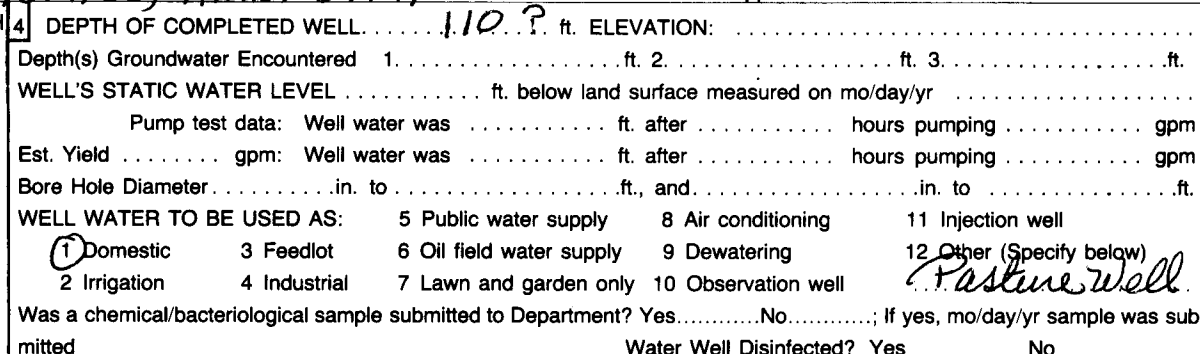 4 DEPTH OF COMPLETED WELL. . . . . . . 110 . . ? . ft. ELEVATION: . . . . . . . . . . . . . . . . . . . . . . . . . . . . . . . . . .
Depth(s) Groundwater Encountered 1. . . . . . . . . . . . . . . . . . . . . ft. 2. . . . . . . . . . . . . . . . . . . . . ft. 3. . . . . . . . . . . . . . . . . . . . ft.
WELL'S STATIC WATER LEVEL . . . . . . . . . . . ft. below land surface measured on mo/day/yr . . . . . . . . . . . . . . . . . . .
Pump test data: Well water was . . . . . . . . . . . . ft. after . . . . . . . . . . . hours pumping . . . . . . . . . . . gpm
Est. Yield . . . . . . . . gpm: Well water was . . . . . . . . . . . . ft. after . . . . . . . . . . . hours pumping . . . . . . . . . . . gpm
Bore Hole Diameter . . . . . . . . . . in. to . . . . . . . . . . . . . . . . . . . ft., and . . . . . . . . . . . . . . . . . . . in. to . . . . . . . . . . . . . . . . ft.
WELL WATER TO BE USED AS: 5 Public water supply 8 Air conditioning 11 Injection well
1 Domestic 3 Feedlot 6 Oil field water supply 9 Dewatering 12 Other (Specify below)
2 Irrigation 4 Industrial 7 Lawn and garden only 10 Observation well Pasture Well
Was a chemical/bacteriological sample submitted to Department? Yes...........No...........; If yes, mo/day/yr sample was sub
mitted Water Well Disinfected? Yes No